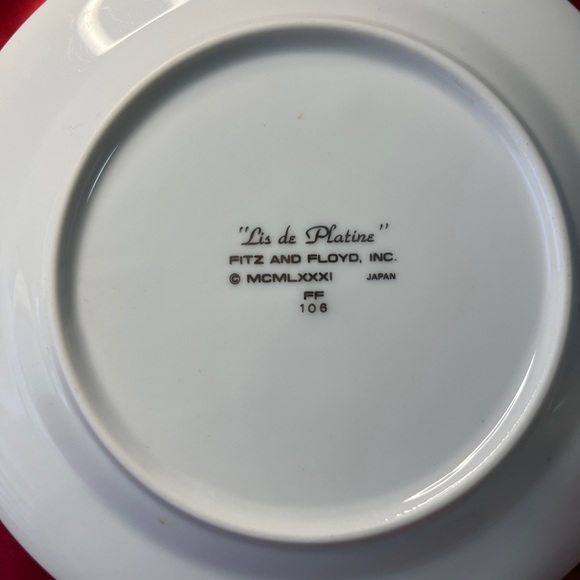 "Lis de Platine"
FITZ AND FLOYD, INC.
© MCMLXXXI JAPAN
FF
106